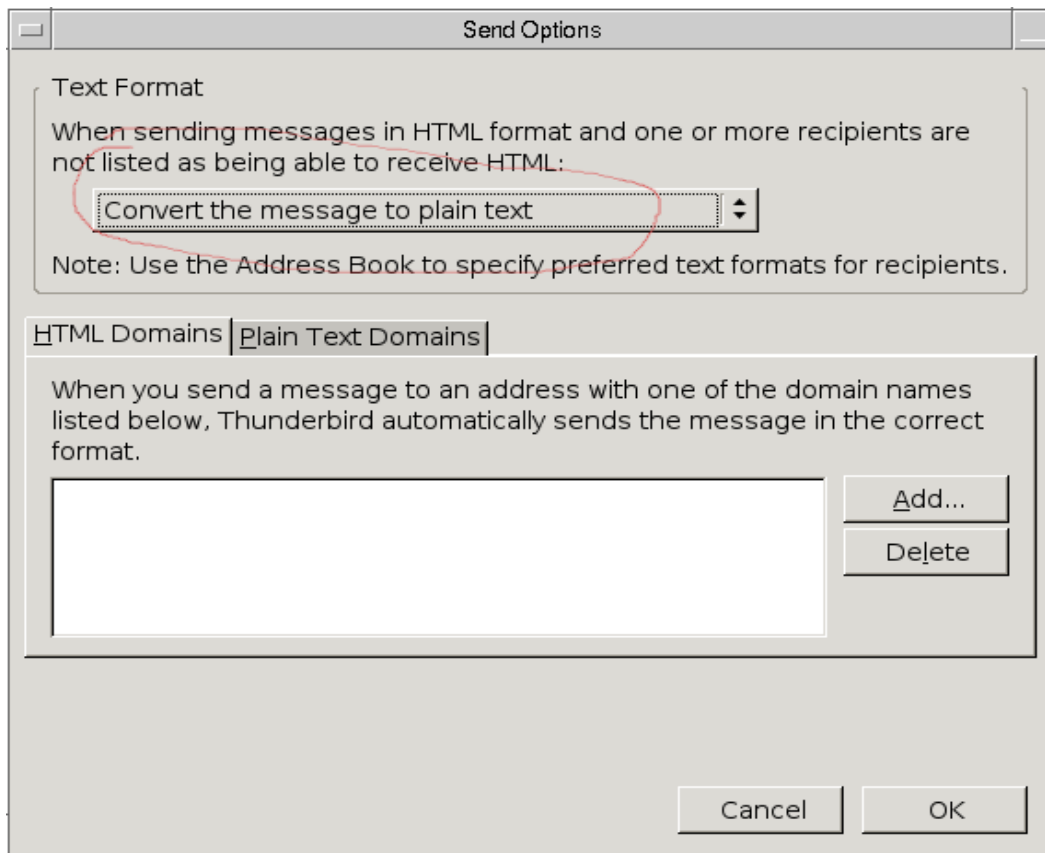 Send Options
Text Format
When sending messages in HTML format and one or more recipients are
not listed as being able to receive HTML:
Convert the message to plain text
Note: Use the Address Book to specify preferred text formats for recipients.
HTML Domains Plain Text Domains
When you send a message to an address with one of the domain names
listed below, Thunderbird automatically sends the message in the correct
format.
Add...
Delete
Cancel OK